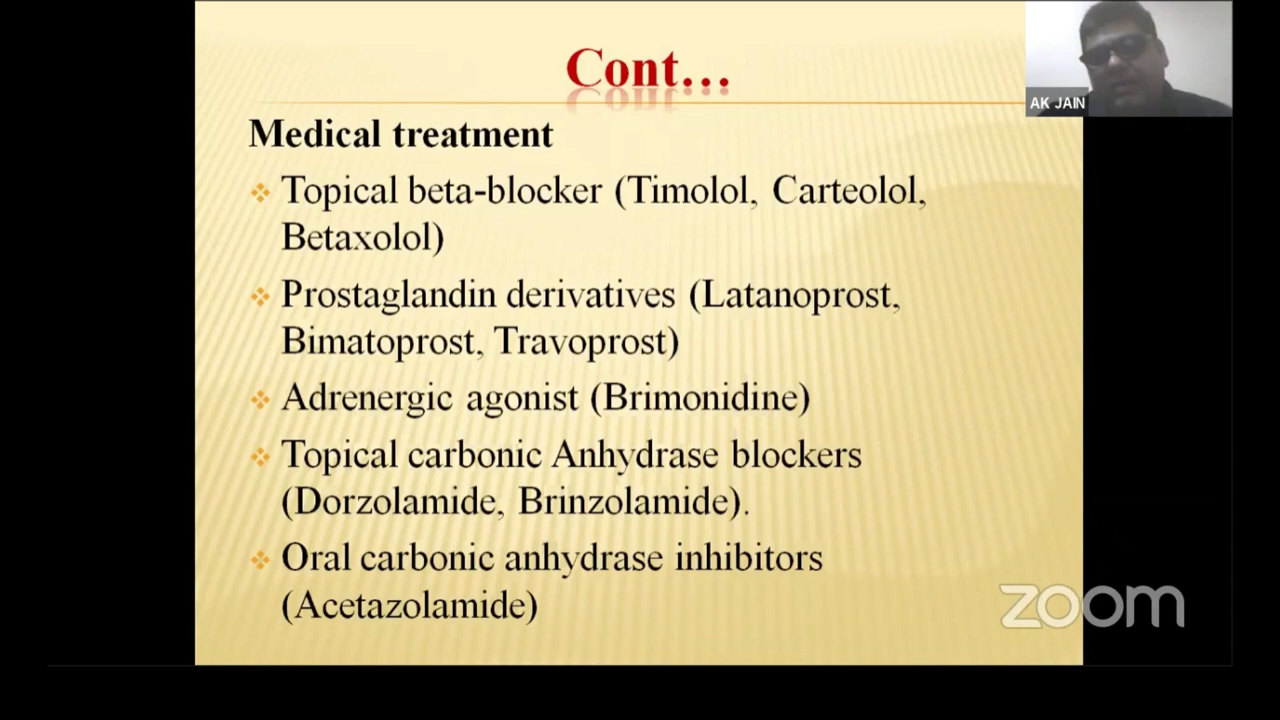 Cont…
AK JAIN
Medical treatment
Topical beta-blocker (Timolol, Carteolol,
Betaxolol)
Prostaglandin derivatives (Latanoprost,
Bimatoprost, Travoprost)
Adrenergic agonist (Brimonidine)
Topical carbonic Anhydrase blockers
(Dorzolamide, Brinzolamide).
Oral carbonic anhydrase inhibitors
(Acetazolamide)
zoom